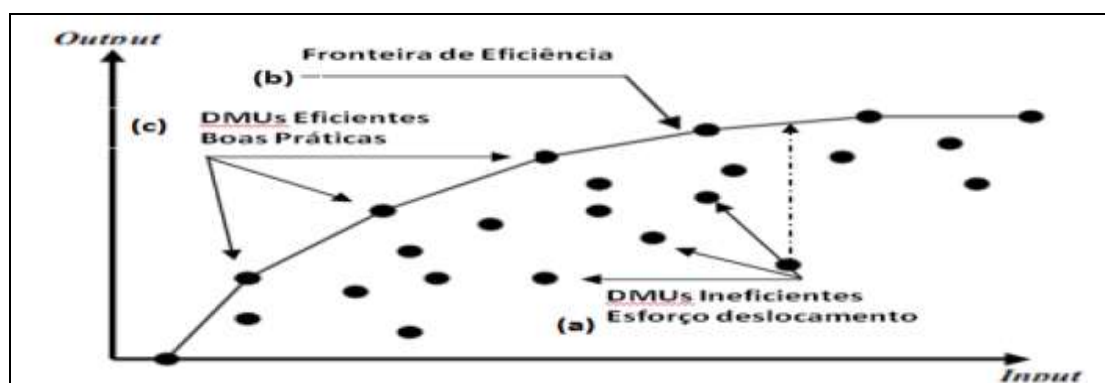 Output
Fronteira de Eficiência
(b)
(c)
DMUs Eficientes
Boas Práticas
DMUs Ineficientes
(a) Esforço deslocamento
Input